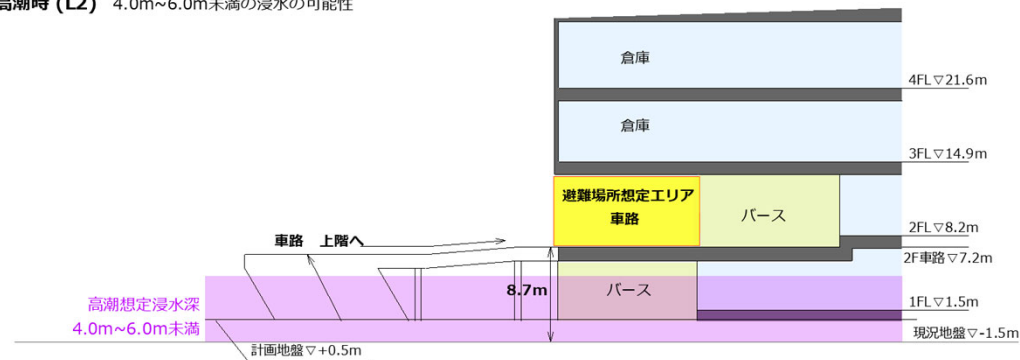 高潮時 (L2) 4.0m~6.0m未満の浸水の可能性
倉庫
4FL▽21.6m
倉庫
3FL▽14.9m
避難場所想定エリア
車路
バース
2FL▽8.2m
車路 上階へ
2F車路▽7.2m
8.7m
バース
高潮想定浸水深
4.0m~6.0m未満
1FL▽1.5m
現況地盤▽-1.5m
計画地盤▽+0.5m